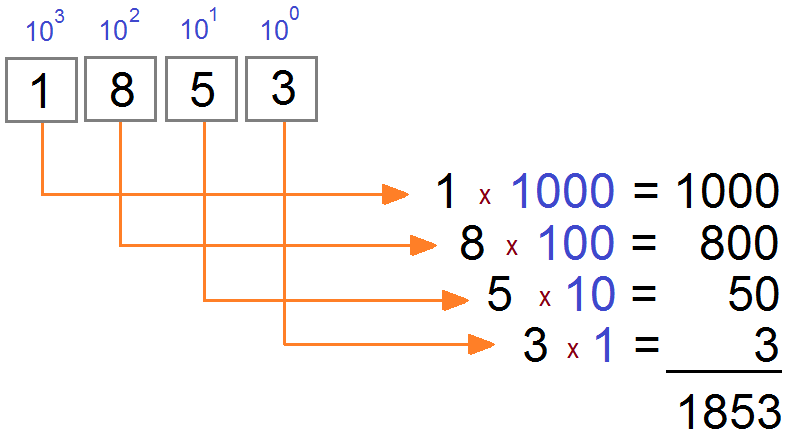 10³ 10² 10¹ 10⁰
1 8 5 3
1 x 1000 = 1000
8 x 100 = 800
5 x 10 = 50
3 x 1 = 3
1853